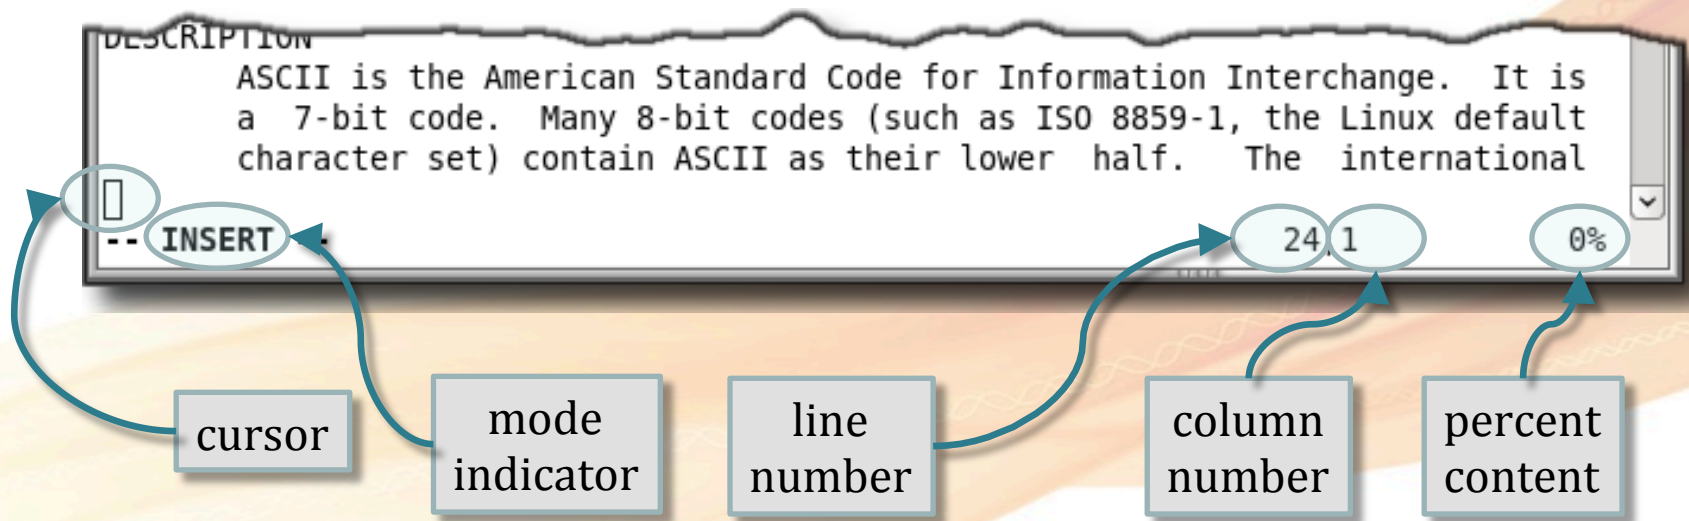 DESCRIPTION
ASCII is the American Standard Code for Information Interchange.  It is
a  7-bit code.  Many 8-bit codes (such as ISO 8859-1, the Linux default
character set) contain ASCII as their lower  half.   The  international
-- INSERT -- 24,1 0%
cursor
mode
indicator
line
number
column
number
percent
content